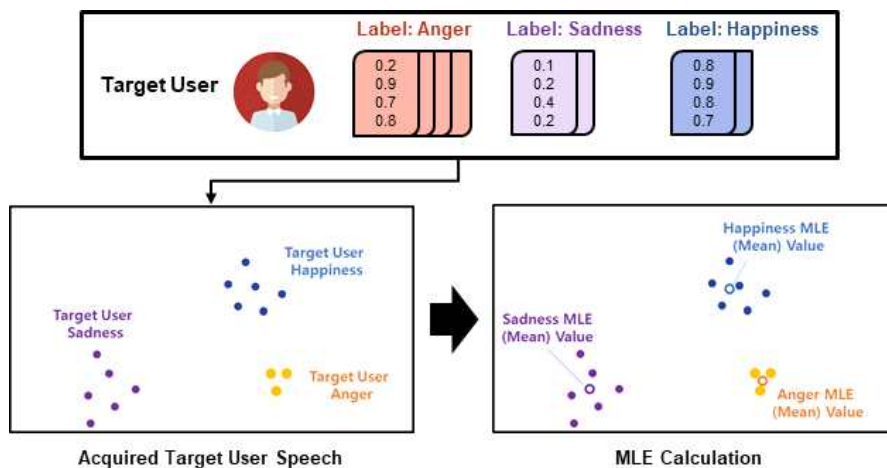 Label: Anger
Label: Sadness
Label: Happiness
Target User
0.2
0.9
0.7
0.8
0.1
0.2
0.4
0.2
0.8
0.9
0.8
0.7
Target User
Happiness
Target User
Sadness
Target User
Anger
Acquired Target User Speech
Happiness MLE
(Mean) Value
Sadness MLE
(Mean) Value
Anger MLE
(Mean) Value
MLE Calculation